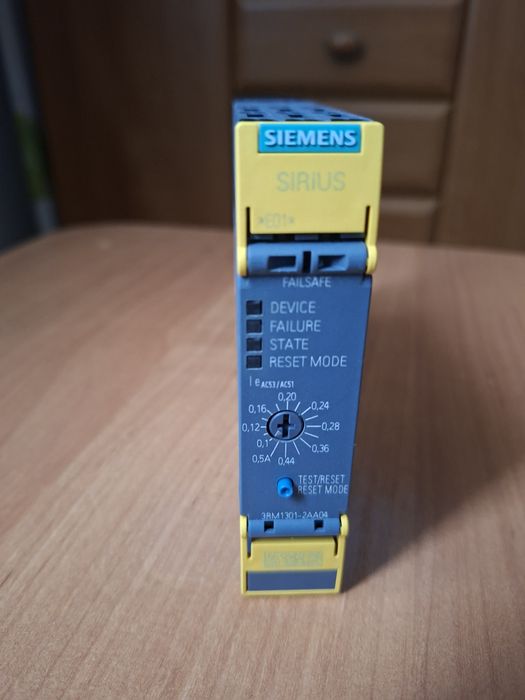 SIEMENS
SIRIUS
*E01*
FAILSAFE
DEVICE
FAILURE
STATE
RESET MODE
Ie AC53/AC51
0,20
0,16 0,24
0,12 0,28
0,1 0,36
0,5A 0,44
TEST/RESET
RESET MODE
3RM1301-2AA04